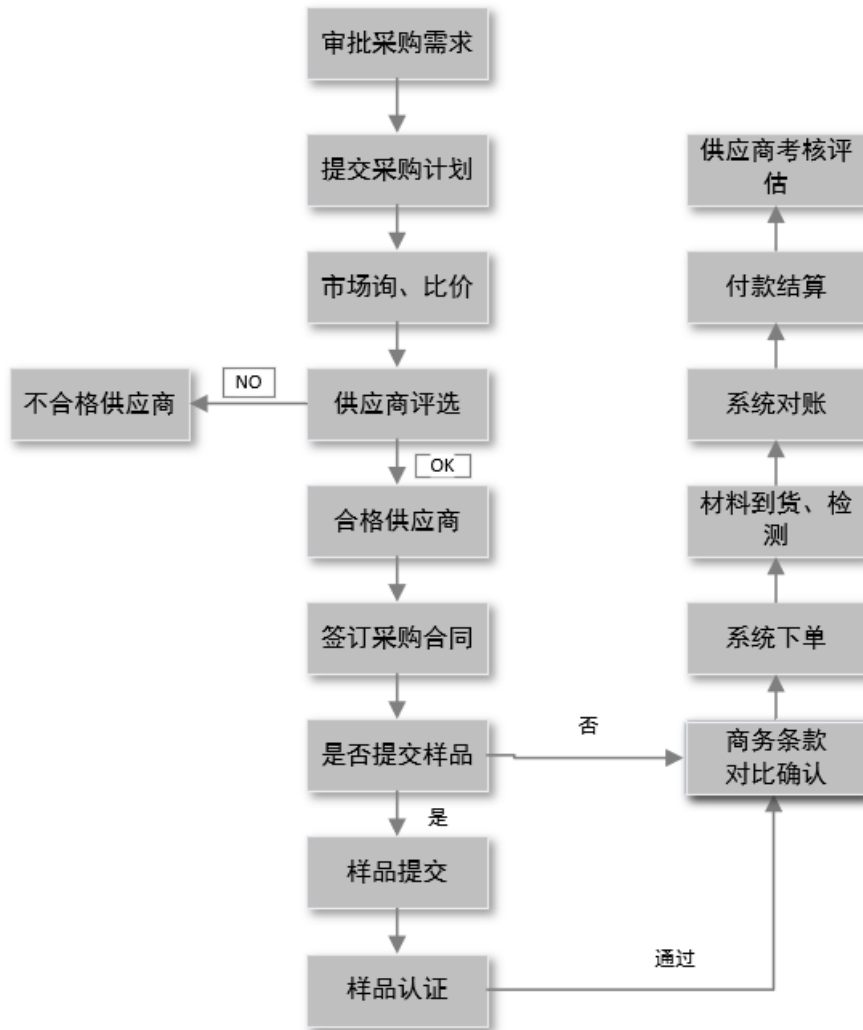 审批采购需求
提交采购计划
市场询、比价
NO
不合格供应商
供应商评选
OK
合格供应商
签订采购合同
是否提交样品
否
是
样品提交
样品认证
通过
商务条款
对比确认
系统下单
材料到货、检
测
系统对账
付款结算
供应商考核评
估